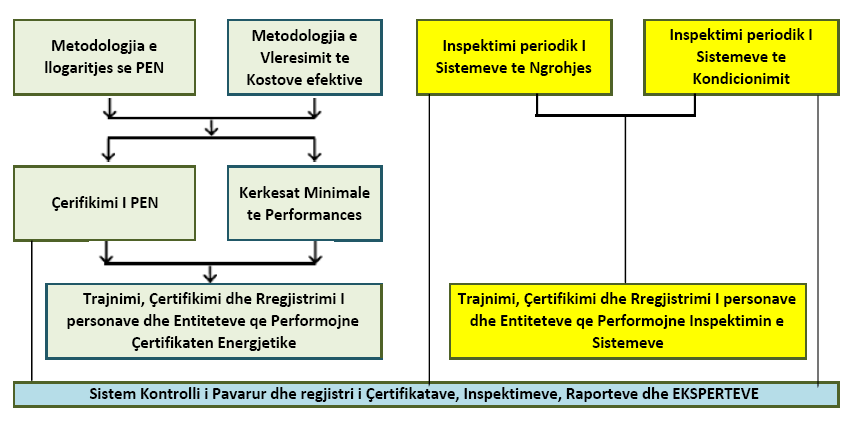 Metodologjia e
llogaritjes se PEN
Metodologjia e
Vleresimit te
Kostove efektive
Inspektimi periodik I
Sistemeve te Ngrohjes
Inspektimi periodik I
Sistemeve te
Kondicionimit
Çerifikimi I PEN
Kerkesat Minimale
te Performances
Trajnimi, Çertifikimi dhe Rregjistrimi I
personave dhe Entiteteve qe Performojne
Çertifikaten Energjetike
Trajnimi, Çertifikimi dhe Rregjistrimi I personave
dhe Entiteteve qe Performojne Inspektimin e
Sistemeve
Sistem Kontrolli i Pavarur dhe regjistri i Çertifikatave, Inspektimeve, Raporteve dhe EKSPERTEVE